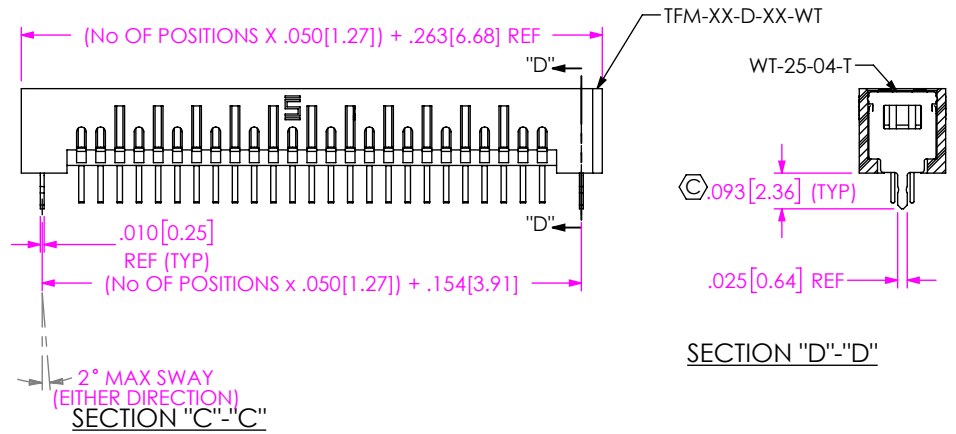 (No OF POSITIONS X .050[1.27]) + .263[6.68] REF
TFM-XX-D-XX-WT
"D"
WT-25-04-T
C
.093[2.36] (TYP)
"D"
.010[0.25]
REF (TYP)
(No OF POSITIONS x .050[1.27]) + .154[3.91]
.025[0.64] REF
SECTION "D"-"D"
2° MAX SWAY
(EITHER DIRECTION)
SECTION "C"-"C"